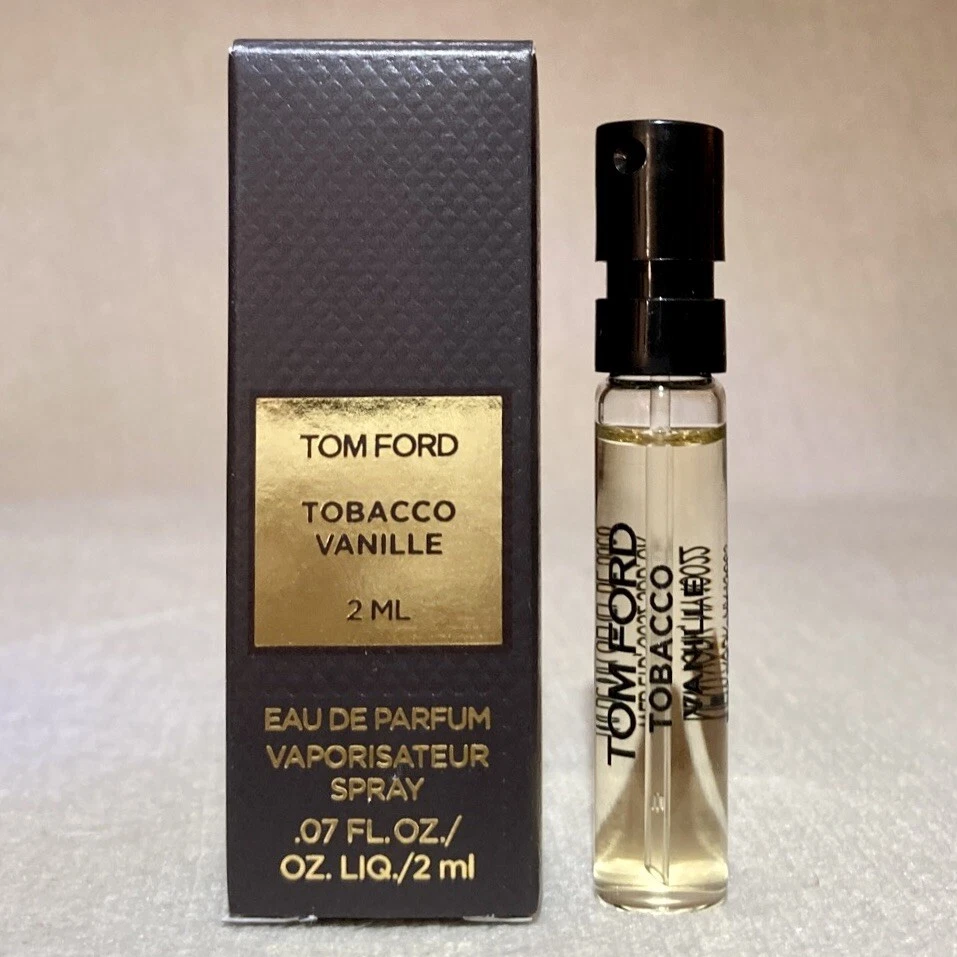 TOM FORD
TOBACCO
VANILLE
2 ML
EAU DE PARFUM
VAPORISATEUR
SPRAY
.07 FL. OZ./
OZ. LIQ./2 ml
TOM FORD
TOBACCO
VANILLE